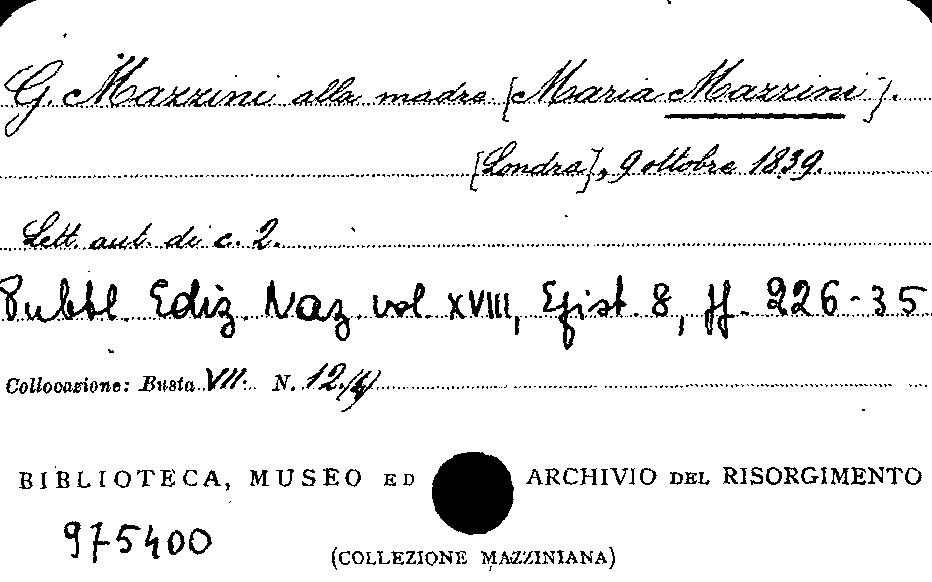 G. Mazzini alla madre [Maria Mazzini].
[Londra], 9 ottobre 1839.
Lett. aut. di c. 2.
Pubbl. Ediz. Naz. vol. XVIII, Epist. 8, pp. 226-35
Collocazione: Busta VII. N. 12./4)
BIBLIOTECA, MUSEO ED ARCHIVIO DEL RISORGIMENTO
975400
(COLLEZIONE MAZZINIANA)